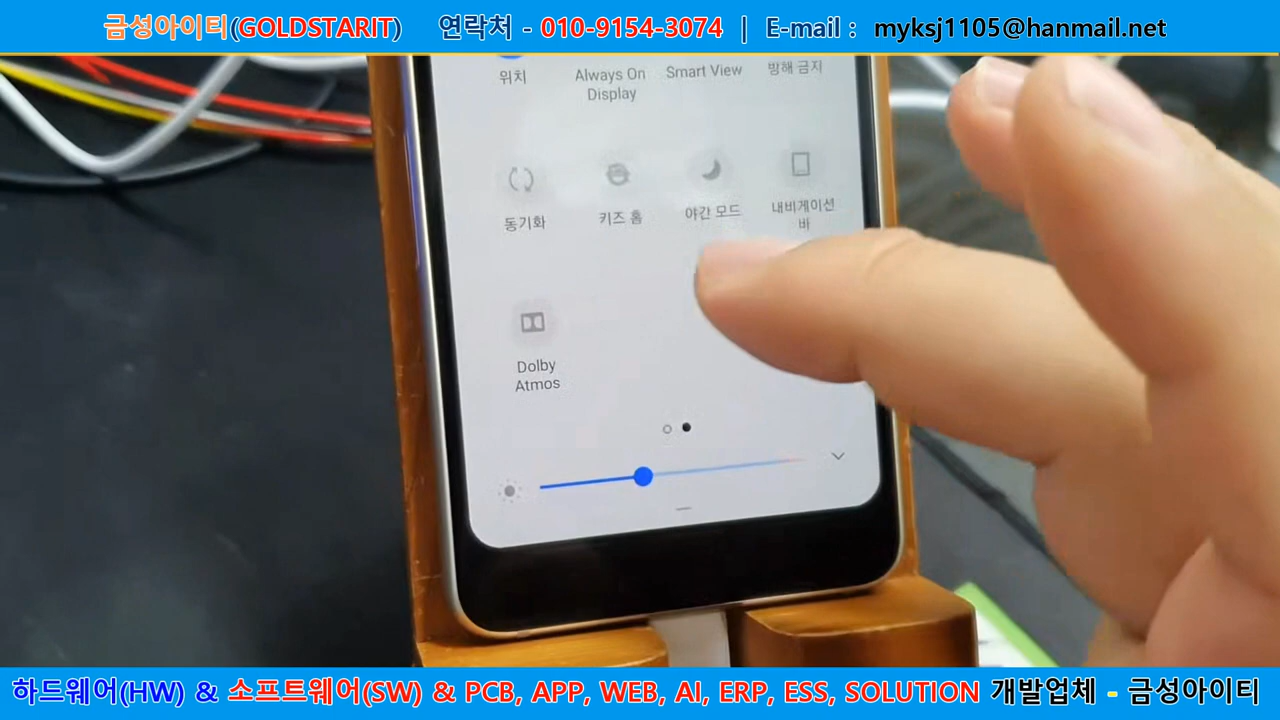 금성아이티(GOLDSTARIT) 연락처 - 010-9154-3074 | E-mail : myksj1105@hanmail.net
위치
Always On
Display
Smart View
방해 금지
동기화
키즈 홈
야간 모드
내비게이션
바
Dolby
Atmos
하드웨어(HW) & 소프트웨어(SW) & PCB, APP, WEB, AI, ERP, ESS, SOLUTION 개발업체 - 금성아이티